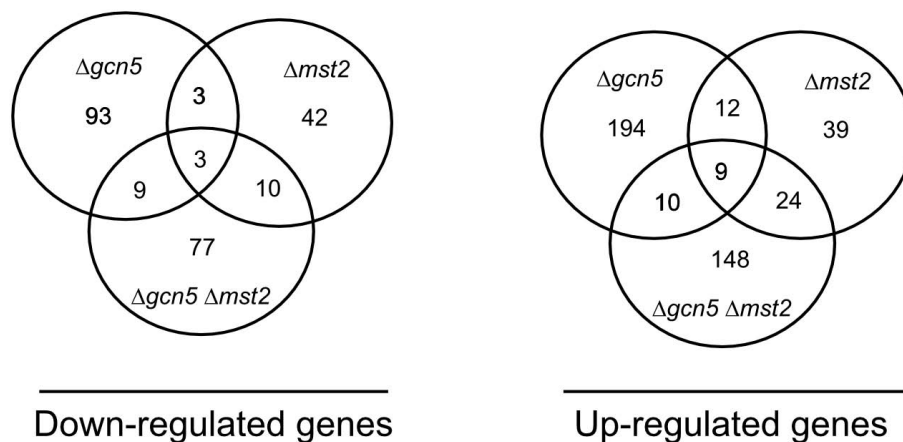 Δgcn5
Δmst2
93
3
42
3
9
10
77
Δgcn5 Δmst2
Down-regulated genes
Δgcn5
Δmst2
194
12
39
9
10
24
148
Δgcn5 Δmst2
Up-regulated genes